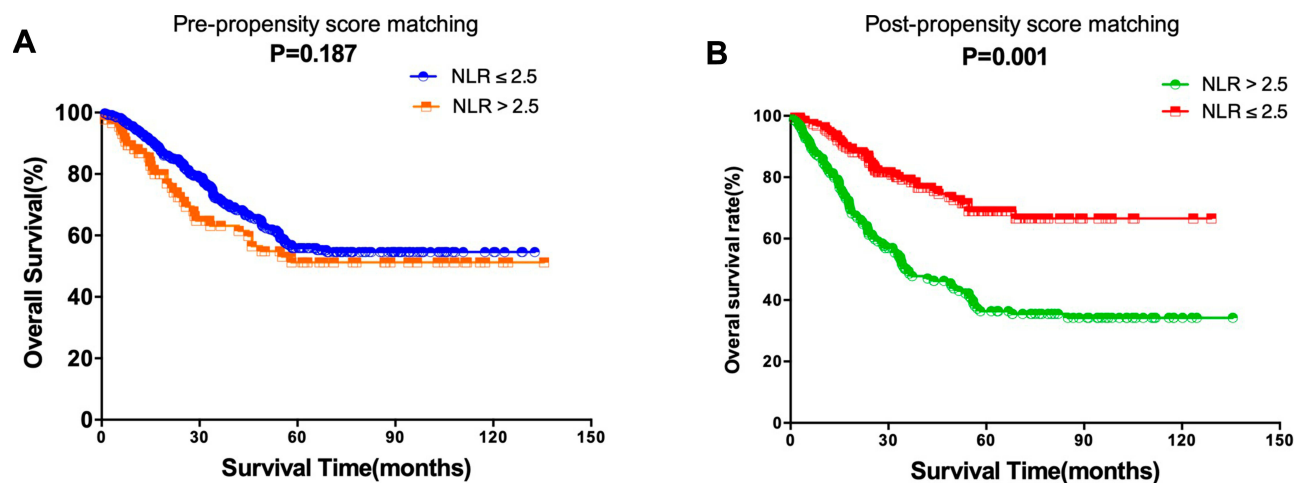 A
Pre-propensity score matching
P=0.187
NLR ≤ 2.5
NLR > 2.5
Overall Survival(%)
100
80
60
40
20
0
0 30 60 90 120 150
Survival Time(months)
B
Post-propensity score matching
P=0.001
NLR > 2.5
NLR ≤ 2.5
Overal survival rate(%)
100
80
60
40
20
0
0 30 60 90 120 150
Survival Time(months)